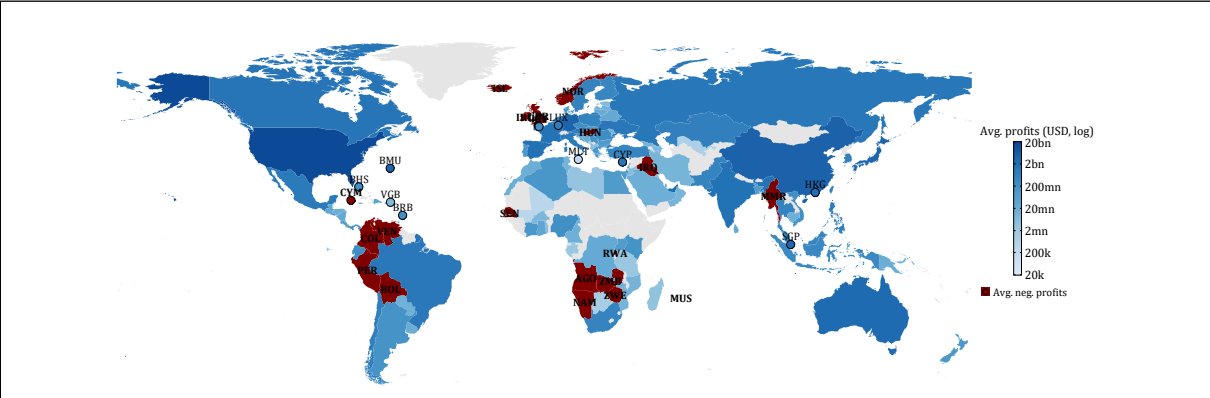 ISL
NOR
LUX
HUN
MLT
CYP
IRQ
BMU
BHS
CYM
VGB
BRB
HKG
MMR
SGP
SEN
VEN
COL
PER
BOL
RWA
AGO
ZMB
ZWE
NAM
MUS
Avg. profits (USD, log)
20bn
2bn
200mn
20mn
2mn
200k
20k
Avg. neg. profits